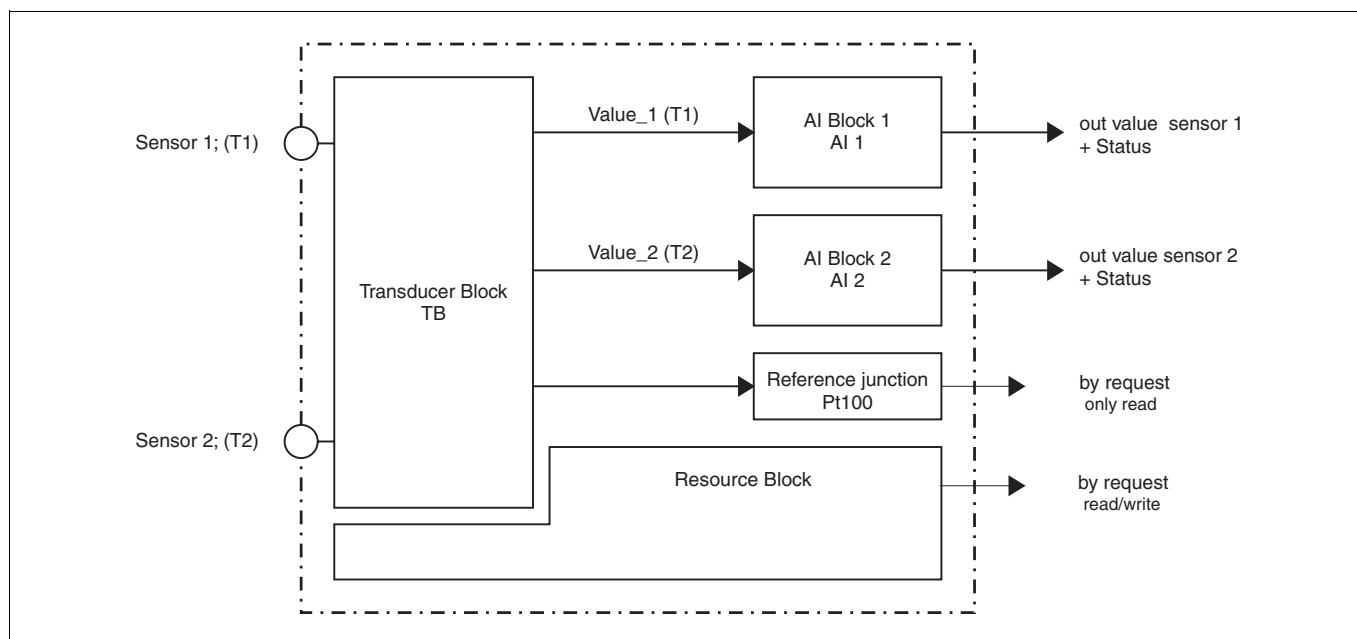 Sensor 1; (T1)
Value_1 (T1)
AI Block 1
AI 1
out value  sensor 1
+ Status
Value_2 (T2)
AI Block 2
AI 2
out value sensor 2
+ Status
Transducer Block
TB
Reference junction
Pt100
by request
only read
Sensor 2; (T2)
Resource Block
by request
read/write